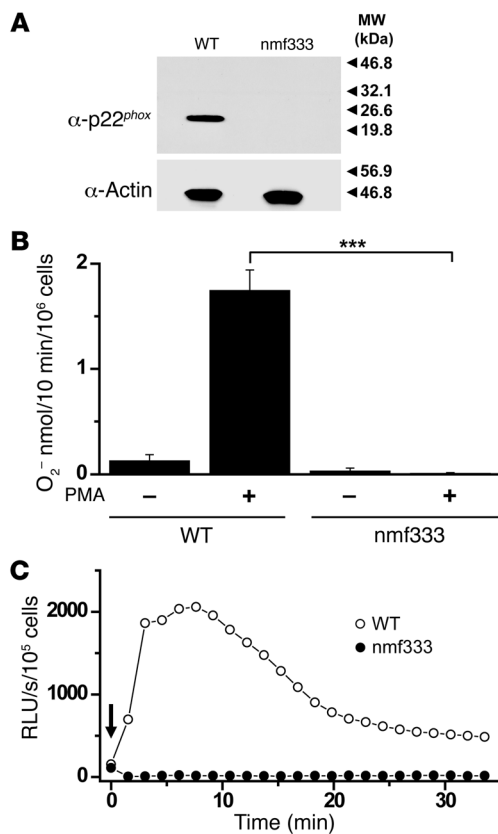 A
WT nmf333 MW
(kDa)
◄46.8
◄32.1
◄26.6
α-p22phox
◄19.8
◄56.9
α-Actin ◄46.8
B
***
2
1
0
O2− nmol/10 min/10⁶ cells
PMA − + − +
WT nmf333
C
2000
1000
0
RLU/s/10⁵ cells
○ WT
● nmf333
0 10 20 30
Time (min)